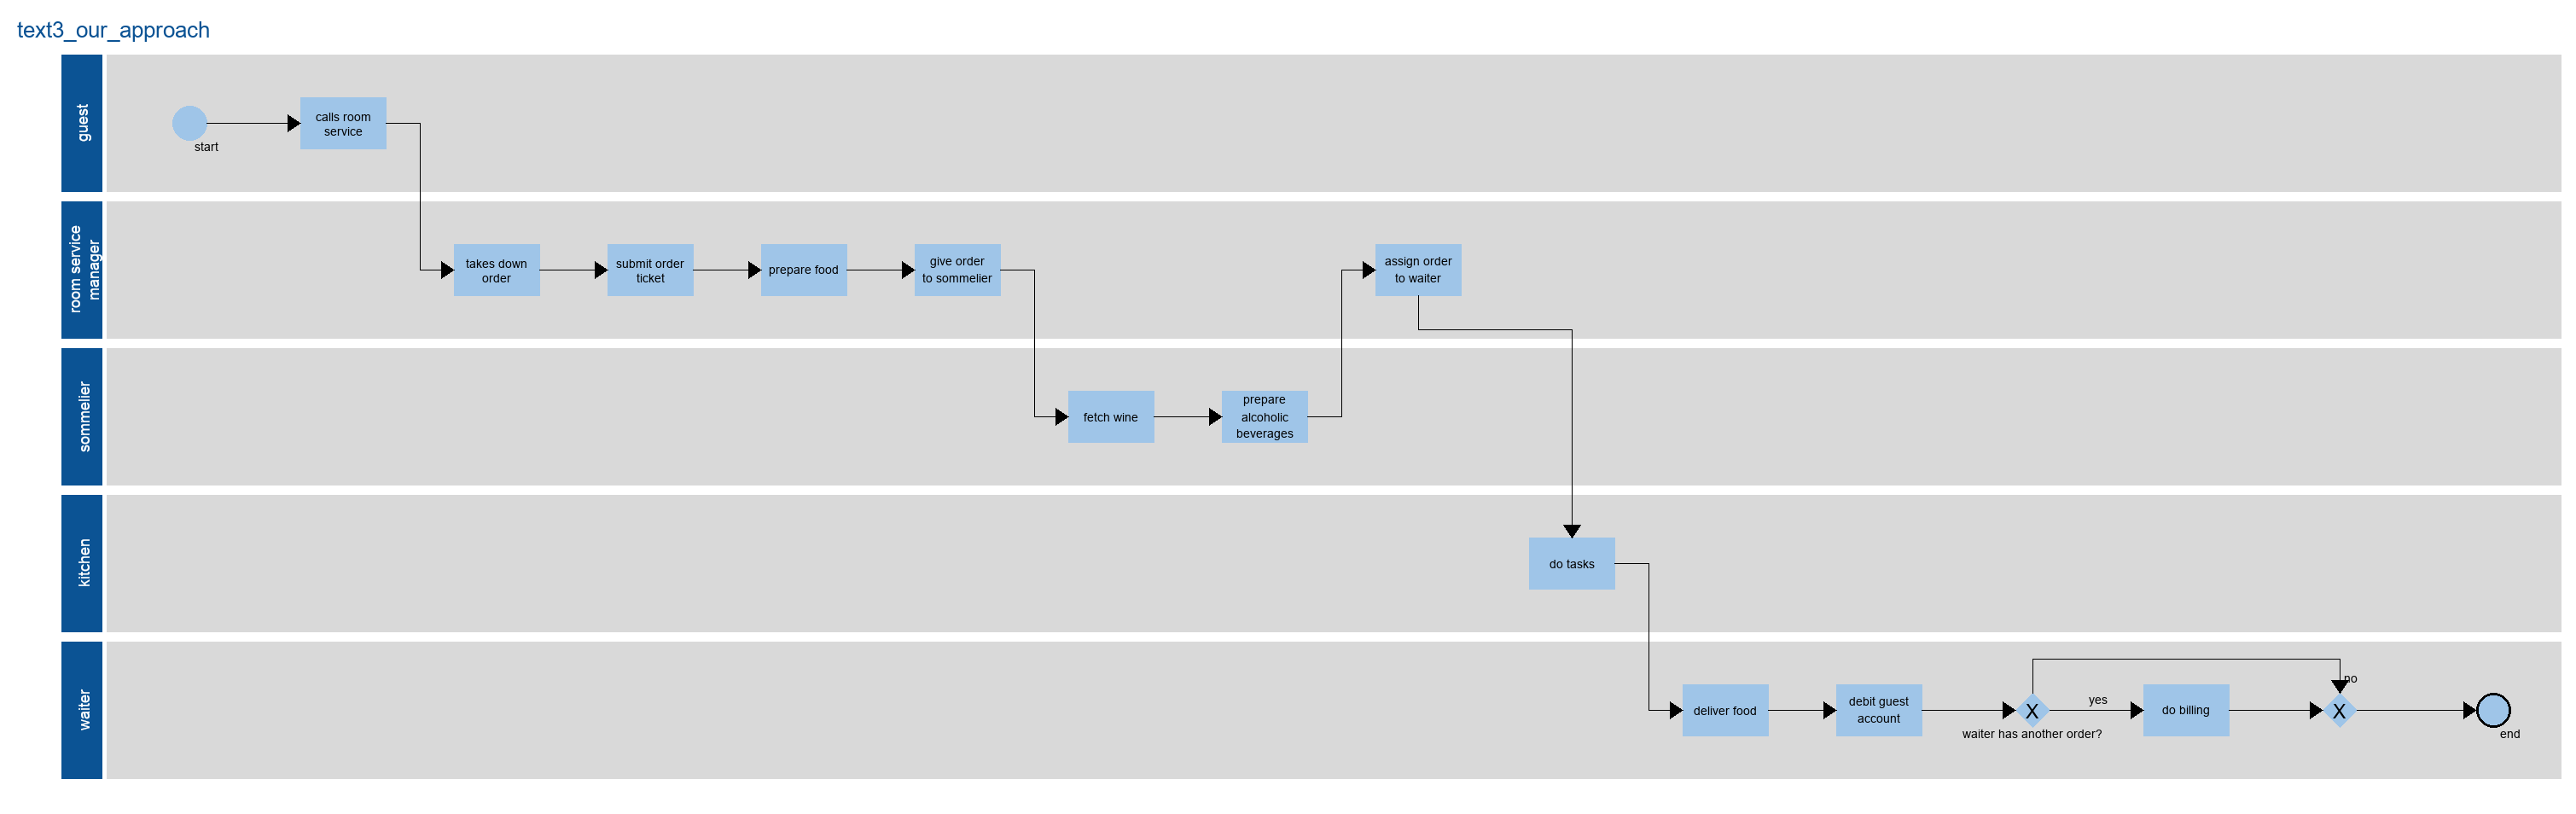 text3_our_approach
guest
start
calls room
service
room service
manager
takes down
order
submit order
ticket
prepare food
give order
to sommelier
assign order
to waiter
sommelier
fetch wine
prepare
alcoholic
beverages
kitchen
do tasks
waiter
deliver food
debit guest
account
X
waiter has another order?
yes
do billing
no
X
end